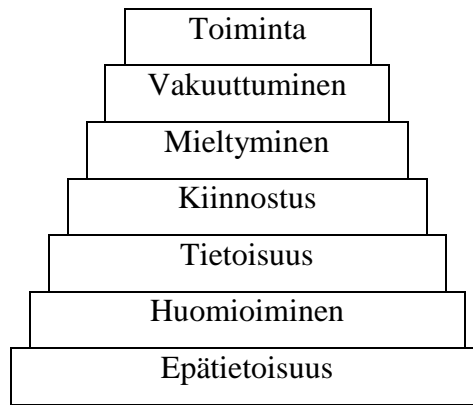 Toiminta
Vakuuttuminen
Mieltyminen
Kiinnostus
Tietoisuus
Huomioiminen
Epätietoisuus